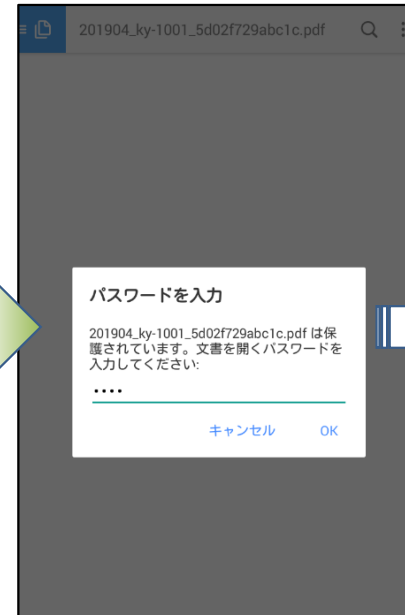 201904_ky-1001_5d02f729abc1c.pdf
パスワードを入力
201904_ky-1001_5d02f729abc1c.pdf は保
護されています。文書を開くパスワードを
入力してください:
••••
キャンセル OK